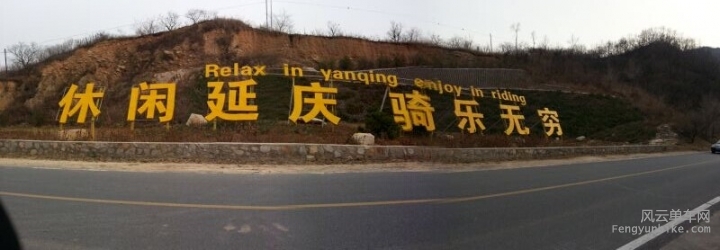 Relax in yanqing enjoy in riding
休闲延庆 骑乐无穷
风云单车网
Fengyunbike.com